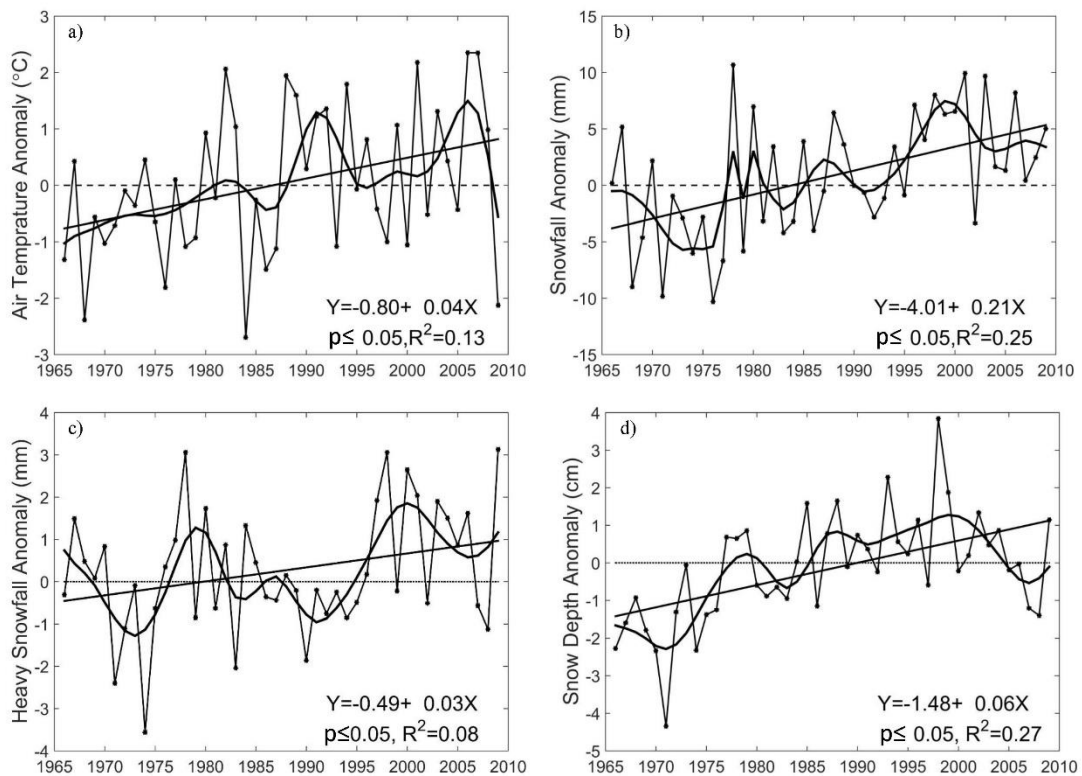 a)
Air Temprature Anomaly (°C)
3
2
1
0
-1
-2
-3
Y=-0.80+ 0.04X
p≤ 0.05,R²=0.13
1965 1970 1975 1980 1985 1990 1995 2000 2005 2010
b)
Snowfall Anomaly (mm)
15
10
5
0
-5
-10
-15
Y=-4.01+ 0.21X
p≤ 0.05,R²=0.25
1965 1970 1975 1980 1985 1990 1995 2000 2005 2010
c)
Heavy Snowfall Anomaly (mm)
4
3
2
1
0
-1
-2
-3
-4
Y=-0.49+ 0.03X
p≤0.05, R²=0.08
1965 1970 1975 1980 1985 1990 1995 2000 2005 2010
d)
Snow Depth Anomaly (cm)
4
3
2
1
0
-1
-2
-3
-4
-5
Y=-1.48+ 0.06X
p≤ 0.05, R²=0.27
1965 1970 1975 1980 1985 1990 1995 2000 2005 2010